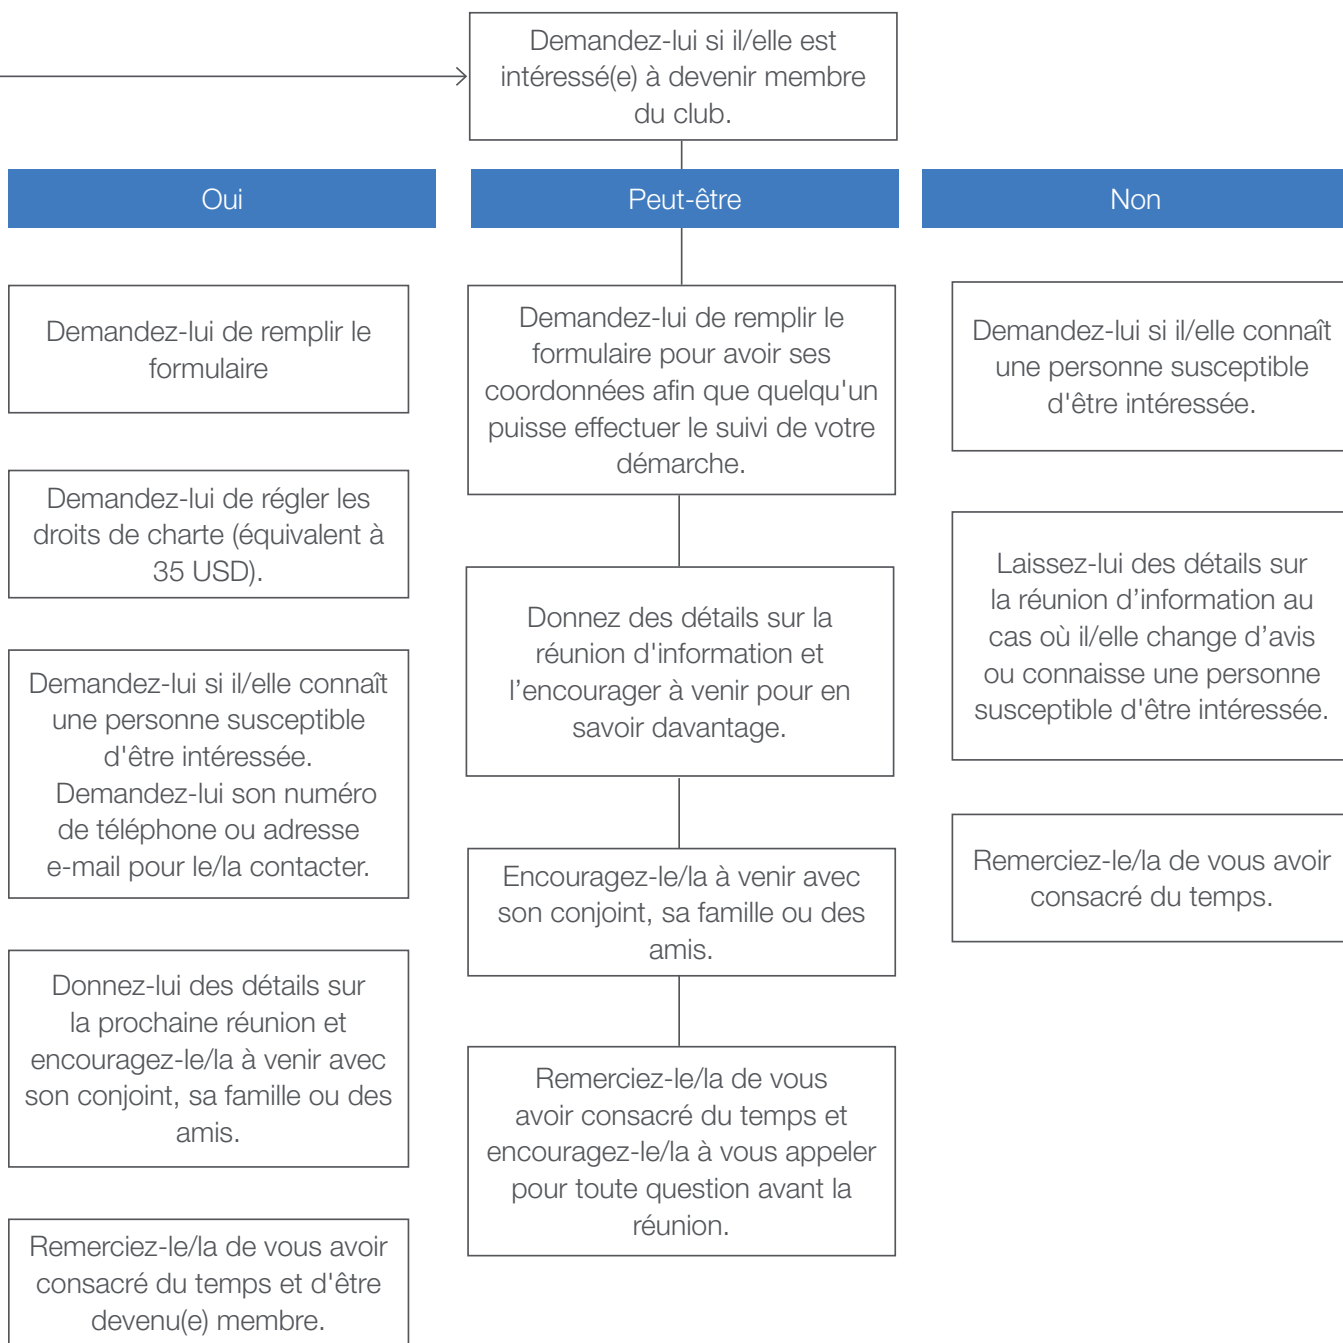 Demandez-lui si il/elle est
intéressé(e) à devenir membre
du club.
Oui
Peut-être
Non
Demandez-lui de remplir le
formulaire
Demandez-lui de régler les
droits de charte (équivalent à
35 USD).
Demandez-lui si il/elle connaît
une personne susceptible
d'être intéressée.
Demandez-lui son numéro
de téléphone ou adresse
e-mail pour le/la contacter.
Donnez-lui des détails sur
la prochaine réunion et
encouragez-le/la à venir avec
son conjoint, sa famille ou des
amis.
Remerciez-le/la de vous avoir
consacré du temps et d'être
devenu(e) membre.
Demandez-lui de remplir le
formulaire pour avoir ses
coordonnées afin que quelqu'un
puisse effectuer le suivi de votre
démarche.
Donnez des détails sur la
réunion d'information et
l’encourager à venir pour en
savoir davantage.
Encouragez-le/la à venir avec
son conjoint, sa famille ou des
amis.
Remerciez-le/la de vous
avoir consacré du temps et
encouragez-le/la à vous appeler
pour toute question avant la
réunion.
Demandez-lui si il/elle connaît
une personne susceptible
d'être intéressée.
Laissez-lui des détails sur
la réunion d’information au
cas où il/elle change d’avis
ou connaisse une personne
susceptible d'être intéressée.
Remerciez-le/la de vous avoir
consacré du temps.